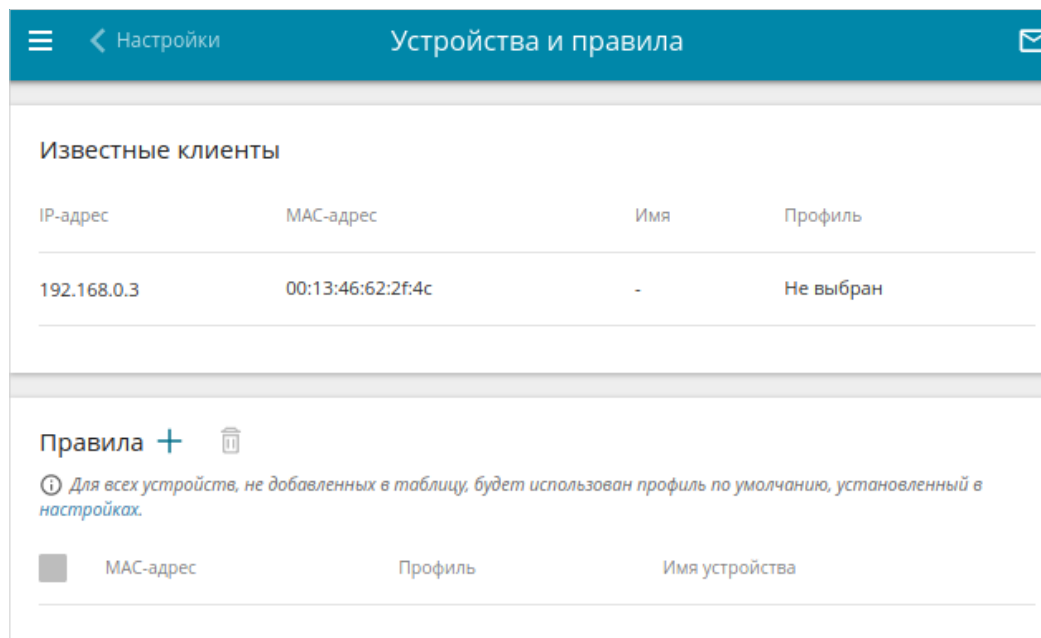 Настройки Устройства и правила
Известные клиенты
IP-адрес MAC-адрес Имя Профиль
192.168.0.3 00:13:46:62:2f:4c - Не выбран
Правила
Для всех устройств, не добавленных в таблицу, будет использован профиль по умолчанию, установленный в
настройках.
MAC-адрес Профиль Имя устройства